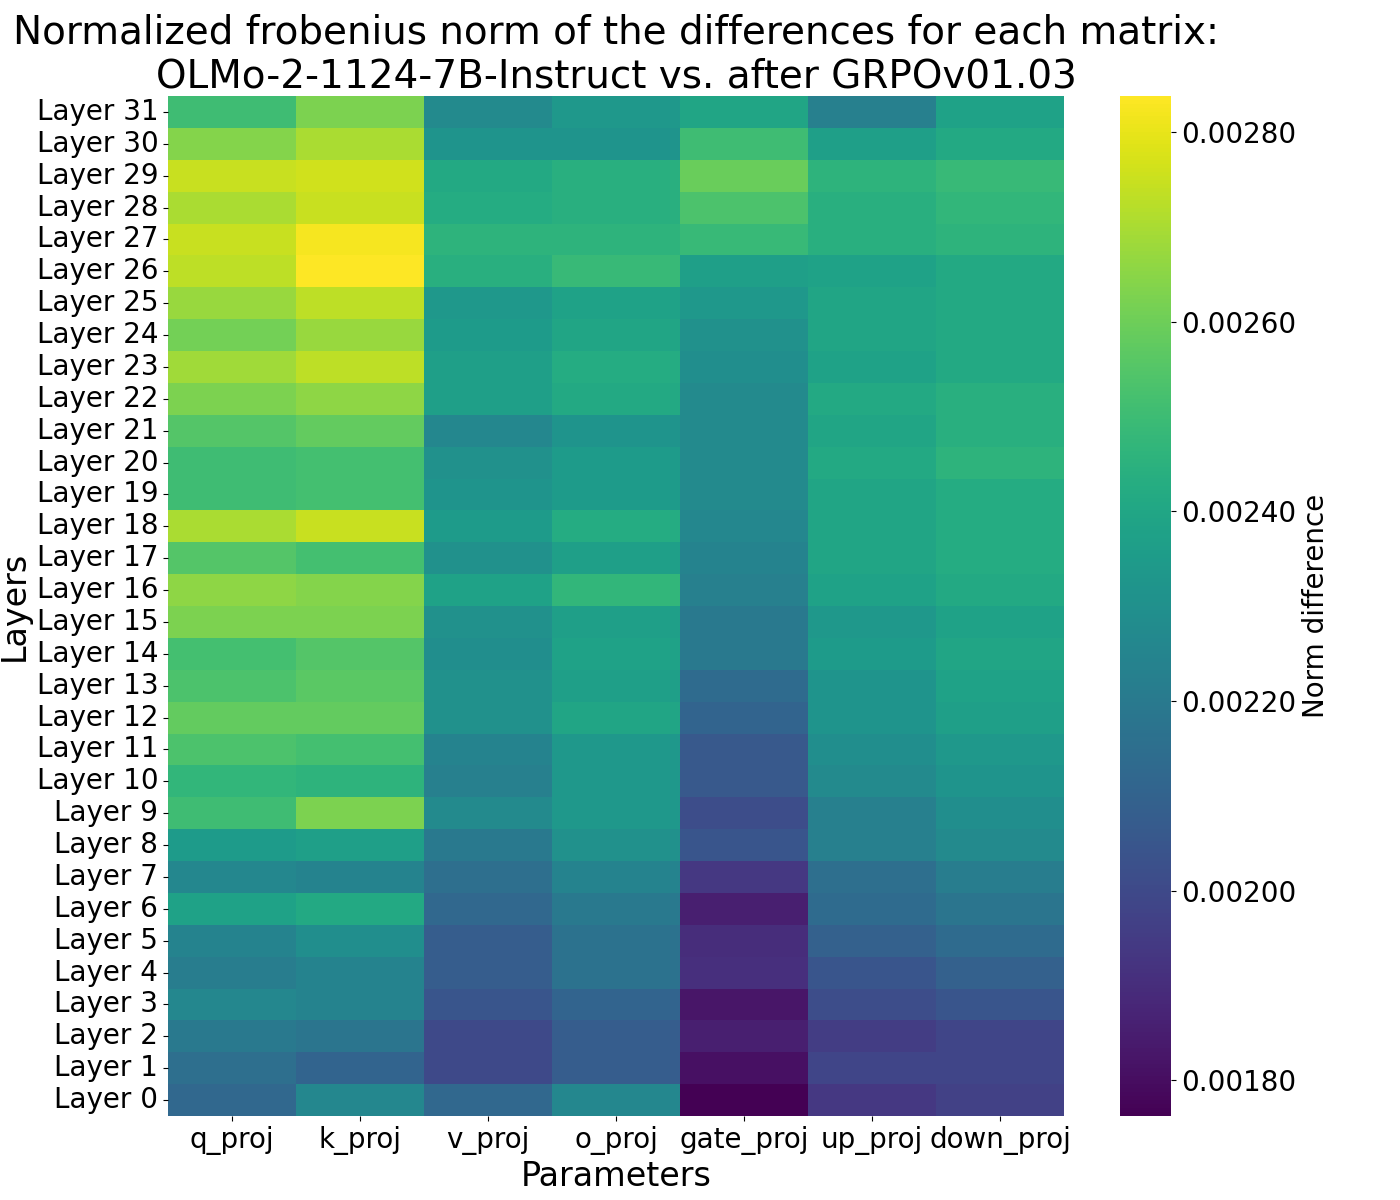 Normalized frobenius norm of the differences for each matrix:
OLMo-2-1124-7B-Instruct vs. after GRPOv01.03
Layers
Layer 31
Layer 30
Layer 29
Layer 28
Layer 27
Layer 26
Layer 25
Layer 24
Layer 23
Layer 22
Layer 21
Layer 20
Layer 19
Layer 18
Layer 17
Layer 16
Layer 15
Layer 14
Layer 13
Layer 12
Layer 11
Layer 10
Layer 9
Layer 8
Layer 7
Layer 6
Layer 5
Layer 4
Layer 3
Layer 2
Layer 1
Layer 0
q_proj k_proj v_proj o_proj gate_proj up_proj down_proj
Parameters
0.00280
0.00260
0.00240
0.00220
0.00200
0.00180
Norm difference